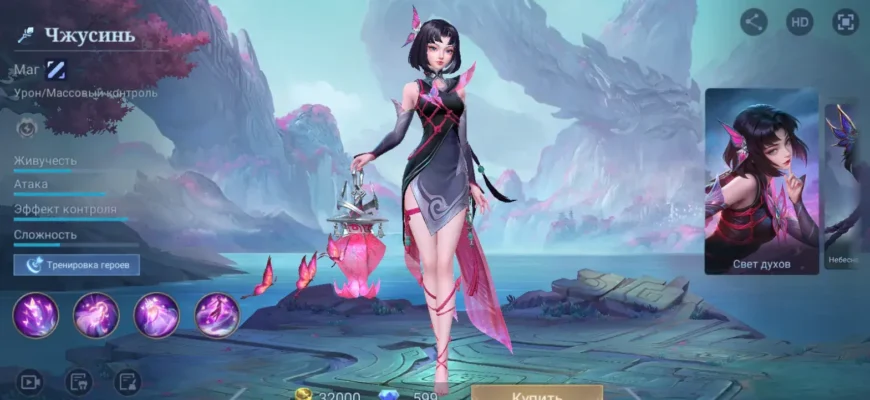 Чжусинь
HD
Маг
Урон/Массовый контроль
Живучесть
Атака
Эффект контроля
Сложность
Тренировка героев
Свет духов
Небесн
32000
599
Купить